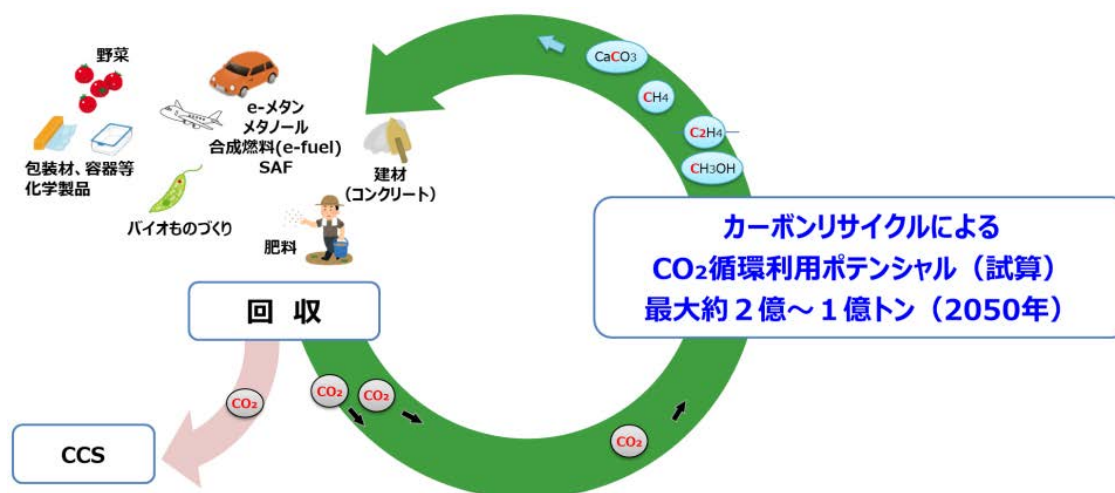 野菜
包装材、容器等
化学製品
e-メタン
メタノール
合成燃料(e-fuel)
SAF
建材
(コンクリート)
バイオものづくり
肥料
CaCO3
CH4
C2H4
CH3OH
カーボンリサイクルによる
CO₂循環利用ポテンシャル（試算）
最大約２億～１億トン（2050年）
回 収
CO₂
CO₂
CO₂
CO₂
CCS